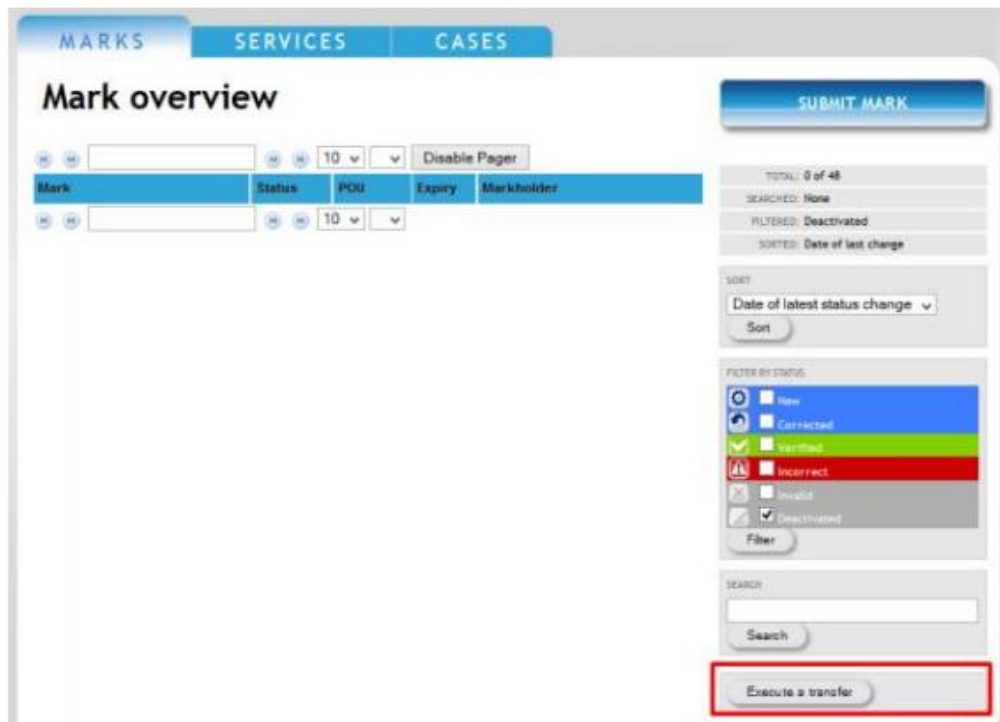 MARKS SERVICES CASES
Mark overview
SUBMIT MARK
10 Disable Pager
Mark Status POU Expiry Markholder
10
TOTAL: 0 of 48
SEARCHED: None
FILTERED: Deactivated
SORTED: Date of last change
SORT
Date of latest status change
Sort
FILTER BY STATUS
New
Corrected
Verified
Incorrect
Invalid
Deactivated
Filter
SEARCH
Search
Execute a transfer